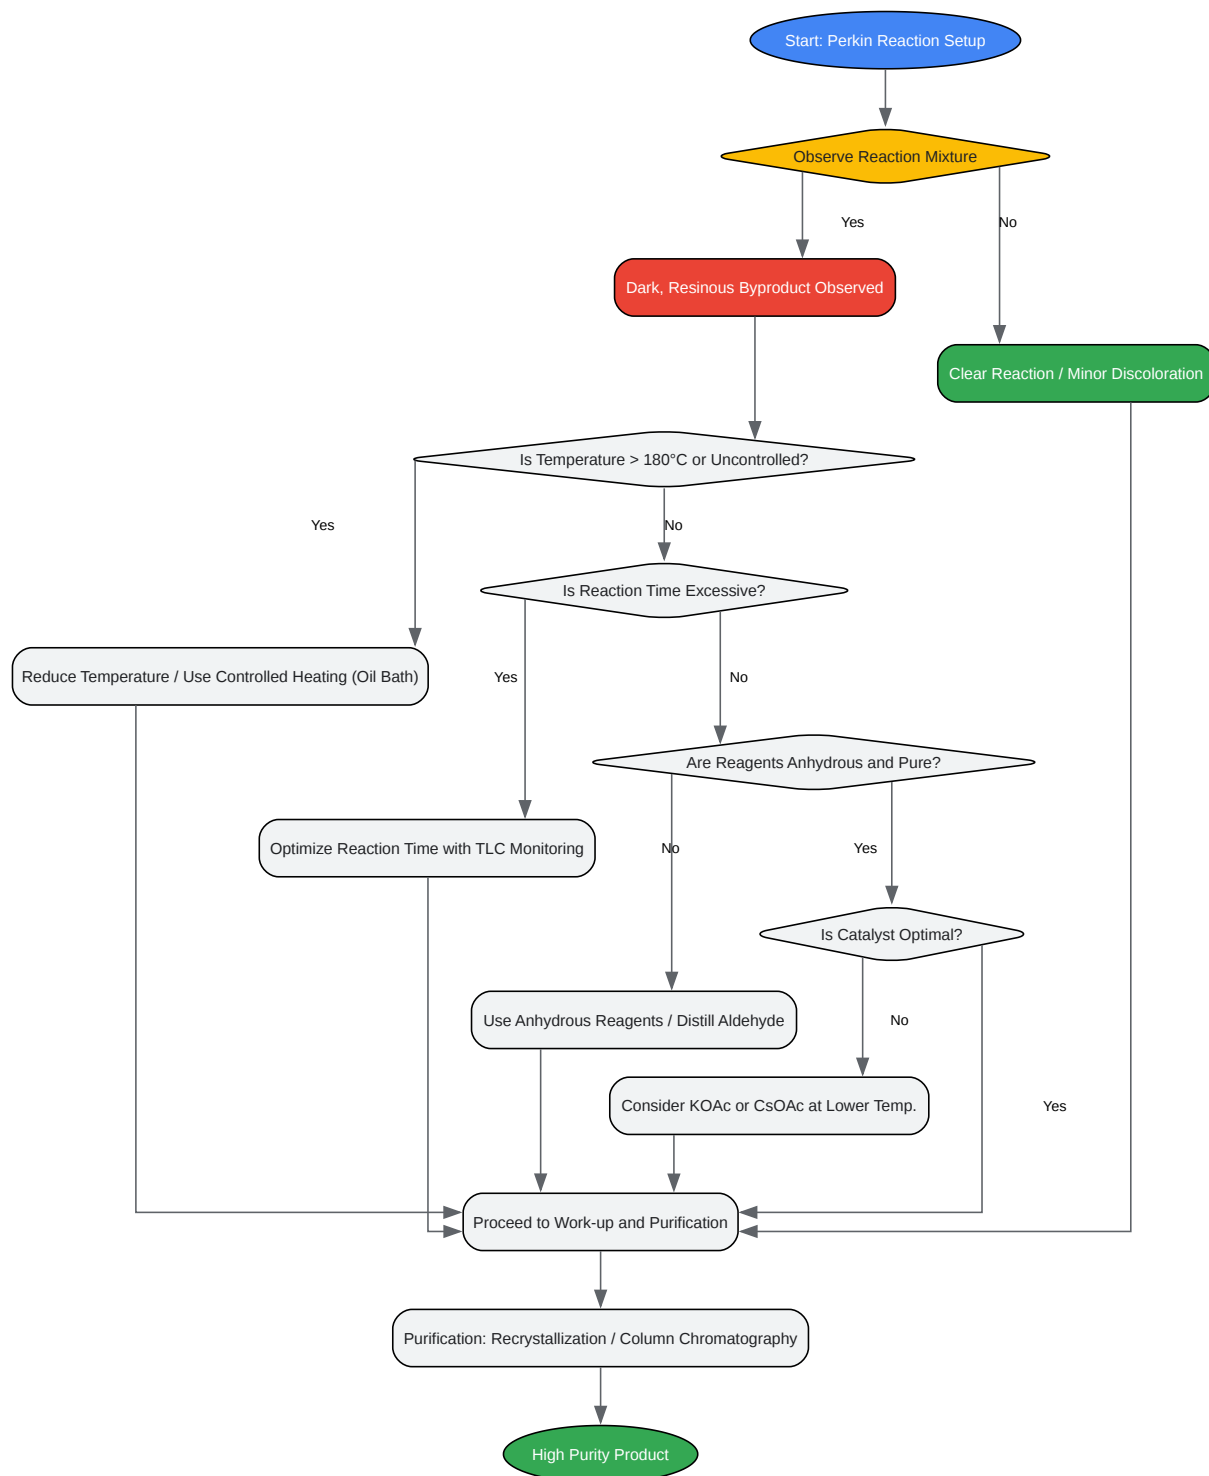 Start: Perkin Reaction Setup
Observe Reaction Mixture
Yes
No
Dark, Resinous Byproduct Observed
Clear Reaction / Minor Discoloration
Is Temperature > 180°C or Uncontrolled?
Yes
No
Is Reaction Time Excessive?
Reduce Temperature / Use Controlled Heating (Oil Bath)
Yes
No
Are Reagents Anhydrous and Pure?
Optimize Reaction Time with TLC Monitoring
No
Yes
Is Catalyst Optimal?
Use Anhydrous Reagents / Distill Aldehyde
No
Consider KOAc or CsOAc at Lower Temp.
Yes
Proceed to Work-up and Purification
Purification: Recrystallization / Column Chromatography
High Purity Product